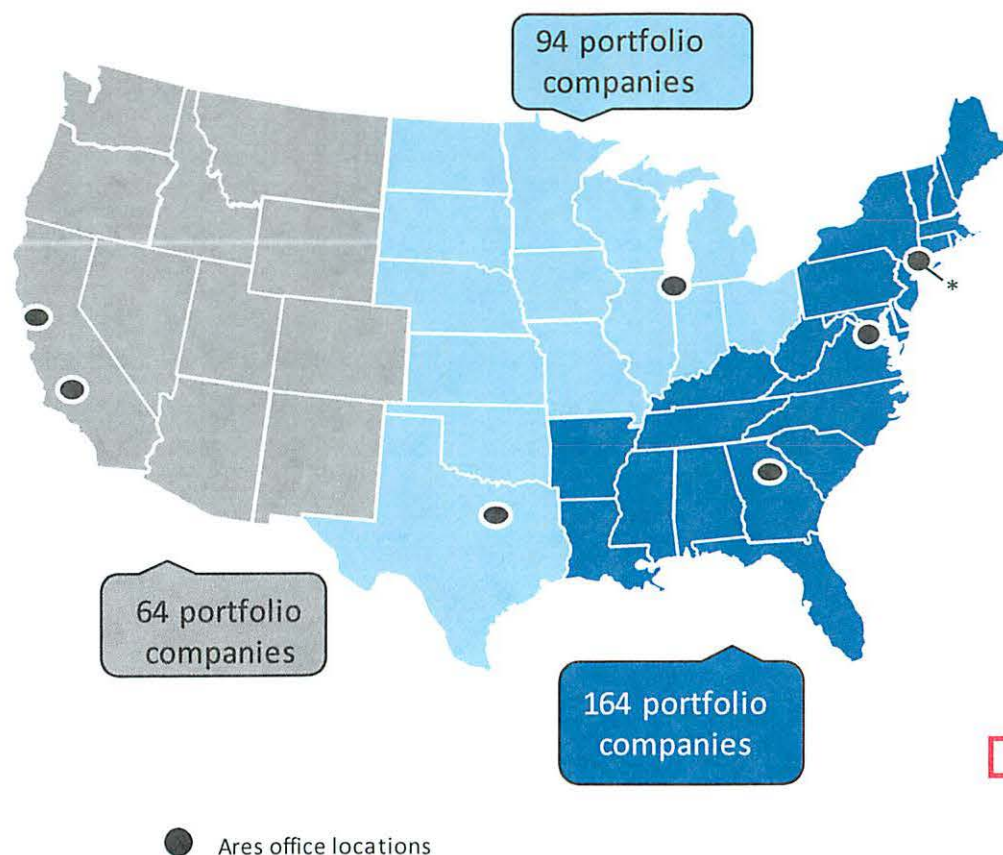 94 portfolio
companies
*
64 portfolio
companies
164 portfolio
companies
Ares office locations